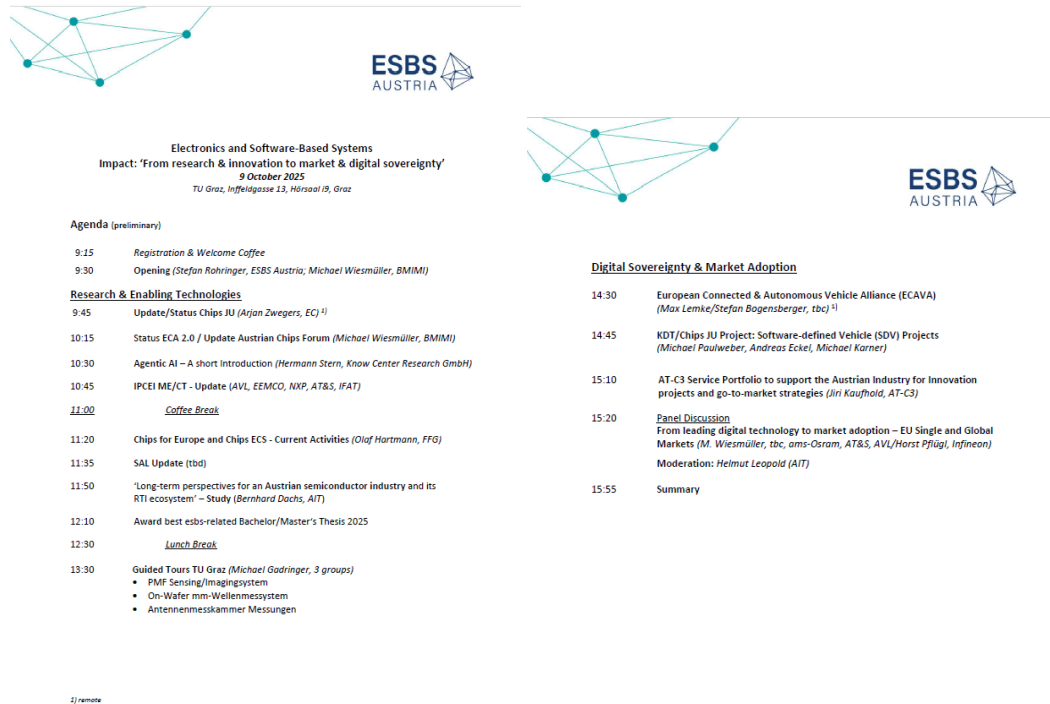 ESBS
AUSTRIA
Electronics and Software-Based Systems
Impact: ‘From research & innovation to market & digital sovereignty’
9 October 2025
TU Graz, Inffeldgasse 13, Hörsaal i9, Graz
Agenda (preliminary)
9:15 Registration & Welcome Coffee
9:30 Opening (Stefan Rohringer, ESBS Austria; Michael Wiesmüller, BMIMI)
Research & Enabling Technologies
9:45 Update/Status Chips JU (Arjan Zwegers, EC) 1)
10:15 Status ECA 2.0 / Update Austrian Chips Forum (Michael Wiesmüller, BMIMI)
10:30 Agentic AI – A short Introduction (Hermann Stern, Know Center Research GmbH)
10:45 IPCEI ME/CT - Update (AVL, EEMCO, NXP, AT&S, IFAT)
11:00 Coffee Break
11:20 Chips for Europe and Chips ECS - Current Activities (Olaf Hartmann, FFG)
11:35 SAL Update (tbd)
11:50 ‘Long-term perspectives for an Austrian semiconductor industry and its
RTI ecosystem’ – Study (Bernhard Dachs, AIT)
12:10 Award best esbs-related Bachelor/Master’s Thesis 2025
12:30 Lunch Break
13:30 Guided Tours TU Graz (Michael Gadringer, 3 groups)
• PMF Sensing/Imagingsystem
• On-Wafer mm-Wellenmessystem
• Antennenmesskammer Messungen
1) remote
ESBS
AUSTRIA
Digital Sovereignty & Market Adoption
14:30 European Connected & Autonomous Vehicle Alliance (ECAVA)
(Max Lemke/Stefan Bogensberger, tbc) 1)
14:45 KDT/Chips JU Project: Software-defined Vehicle (SDV) Projects
(Michael Paulweber, Andreas Eckel, Michael Karner)
15:10 AT-C3 Service Portfolio to support the Austrian Industry for Innovation
projects and go-to-market strategies (Jiri Kaufhold, AT-C3)
15:20 Panel Discussion
From leading digital technology to market adoption – EU Single and Global
Markets (M. Wiesmüller, tbc, ams-Osram, AT&S, AVL/Horst Pflügl, Infineon)
Moderation: Helmut Leopold (AIT)
15:55 Summary